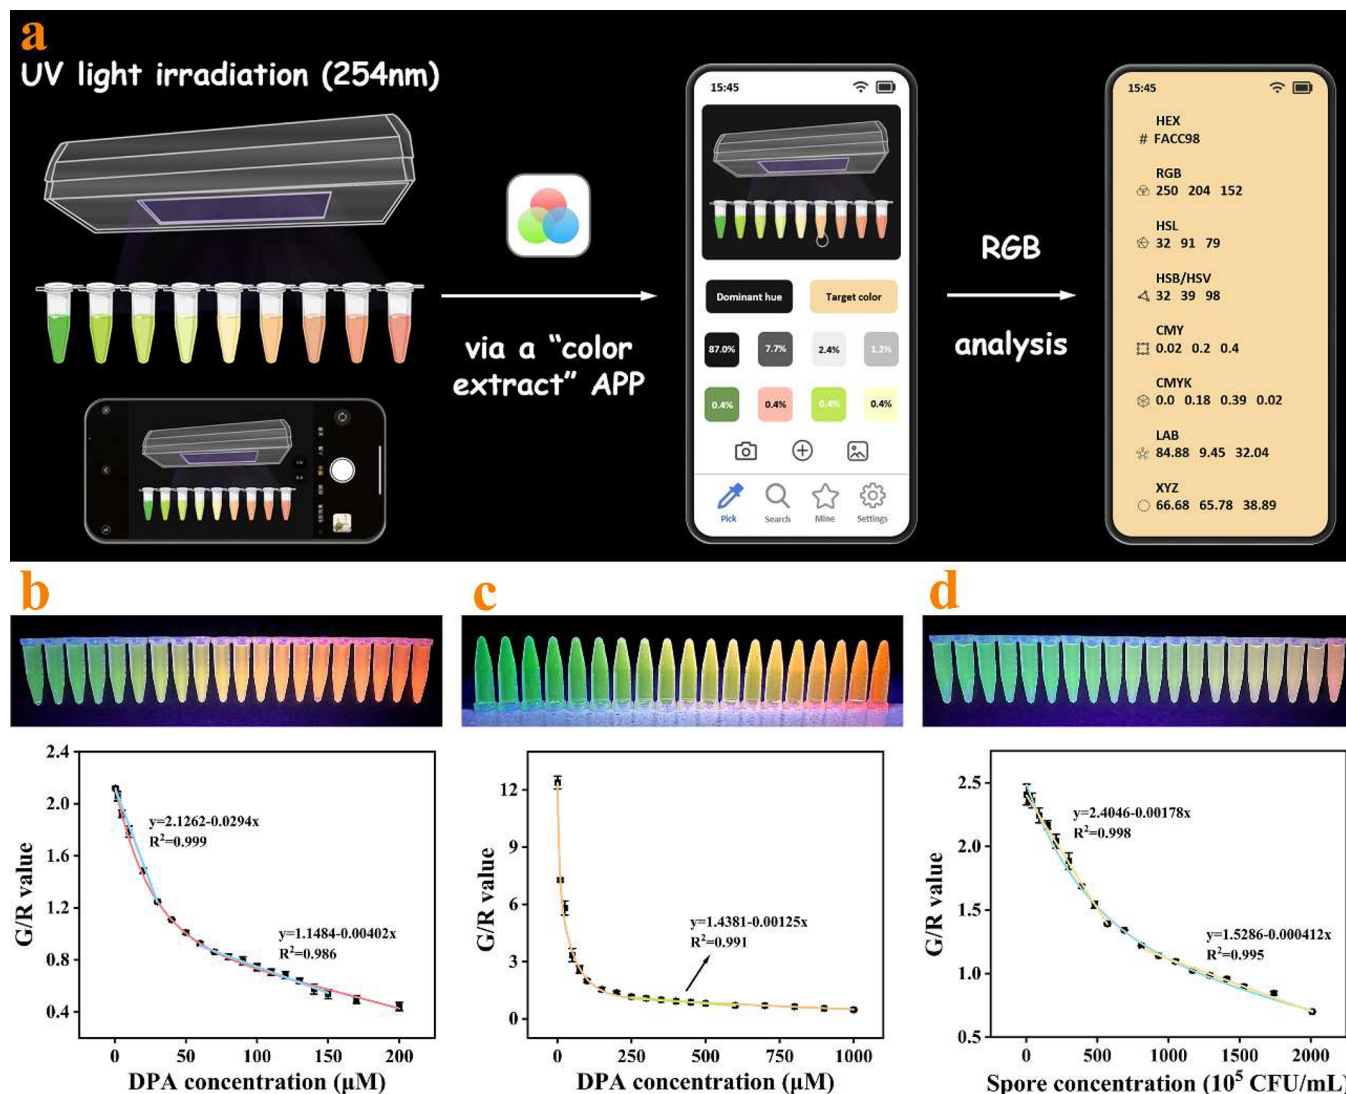 a
UV light irradiation (254nm)
via a “color
extract” APP
15:45
Dominant hue
Target color
87.0%
7.7%
2.4%
1.2%
0.4%
0.4%
0.4%
0.4%
Pick
Search
Mine
Settings
RGB
analysis
15:45
HEX
# FACC98
RGB
250 204 152
HSL
32 91 79
HSB/HSV
32 39 98
CMY
0.02 0.2 0.4
CMYK
0.0 0.18 0.39 0.02
LAB
84.88 9.45 32.04
XYZ
66.68 65.78 38.89
b
2.4
2.0
1.6
1.2
0.8
0.4
G/R value
y=2.1262-0.0294x
R²=0.999
y=1.1484-0.00402x
R²=0.986
0 50 100 150 200
DPA concentration (μM)
c
12
9
6
3
0
G/R value
y=1.4381-0.00125x
R²=0.991
0 250 500 750 1000
DPA concentration (μM)
d
2.5
2.0
1.5
1.0
0.5
G/R value
y=2.4046-0.00178x
R²=0.998
y=1.5286-0.000412x
R²=0.995
0 500 1000 1500 2000
Spore concentration (10⁵ CFU/mL)